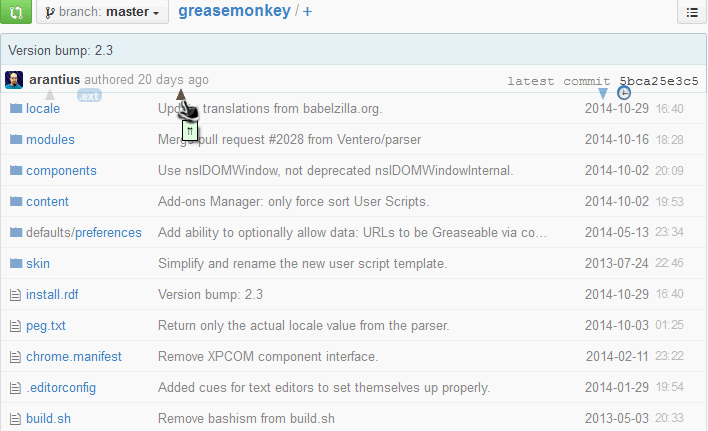 branch: master greasemonkey / +
Version bump: 2.3
arantius authored 20 days ago latest commit 5bca25e3c5
.ext
locale translations from babelzilla.org. 2014-10-29 16:40
modules Merge pull request #2028 from Ventero/parser 2014-10-16 18:28
components Use nsIDOMWindow, not deprecated nsIDOMWindowInternal. 2014-10-02 20:09
content Add-ons Manager: only force sort User Scripts. 2014-10-02 19:53
defaults/preferences Add ability to optionally allow data: URLs to be Greaseable via co… 2014-05-13 23:34
skin Simplify and rename the new user script template. 2013-07-24 22:46
install.rdf Version bump: 2.3 2014-10-29 16:40
peg.txt Return only the actual locale value from the parser. 2014-10-03 01:25
chrome.manifest Remove XPCOM component interface. 2014-02-11 23:22
.editorconfig Added cues for text editors to set themselves up properly. 2014-01-29 19:54
build.sh Remove bashism from build.sh 2013-05-03 20:33